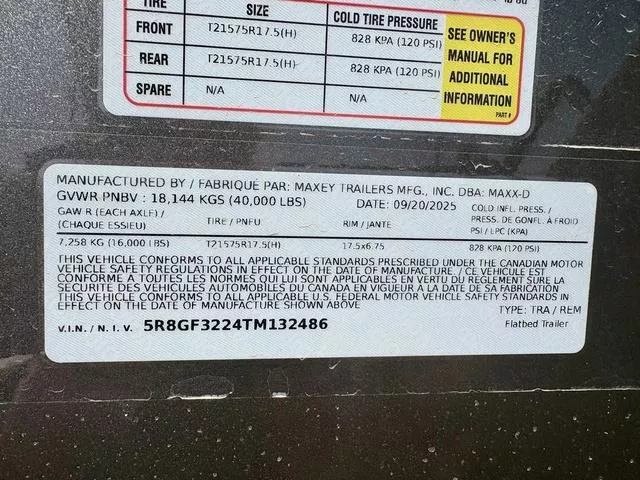 TIRE SIZE COLD TIRE PRESSURE
FRONT T21575R17.5(H) 828 KPA (120 PSI)
REAR T21575R17.5(H) 828 KPA (120 PSI)
SPARE N/A N/A
SEE OWNER'S
MANUAL FOR
ADDITIONAL
INFORMATION
PART #
MANUFACTURED BY / FABRIQUÉ PAR: MAXEY TRAILERS MFG., INC. DBA: MAXX-D
GVWR PNBV : 18,144 KGS (40,000 LBS) DATE: 09/20/2025
GAW R (EACH AXLE)/
(CHAQUE ESSIEU) TIRE / PNEU RIM / JANTE
COLD INFL. PRESS./
PRESS. DE GONFL. À FROID
PSI / LPC (KPA)
7,258 KG (16,000 LBS) T21575R17.5(H) 17.5x6.75 828 KPA (120 PSI)
THIS VEHICLE CONFORMS TO ALL APPLICABLE STANDARDS PRESCRIBED UNDER THE CANADIAN MOTOR
VEHICLE SAFETY REGULATIONS IN EFFECT ON THE DATE OF MANUFACTURE. / CE VÉHICULE EST
CONFORME A TOUTES LES NORMES QUI LUI SONT APPLICABLES EN VERTU DU RÈGLEMENT SUR LA
SÉCURITÉ DES VÉHICULES AUTOMOBILES DU CANADA EN VIGUEUR À LA DATE DE SA FABRICATION
THIS VEHICLE CONFORMS TO ALL APPLICABLE U.S. FEDERAL MOTOR VEHICLE SAFETY STANDARDS IN
EFFECT ON THE DATE OF MANUFACTURE SHOWN ABOVE
TYPE: TRA / REM
V.I.N. / N.I.V. 5R8GF3224TM132486 Flatbed Trailer